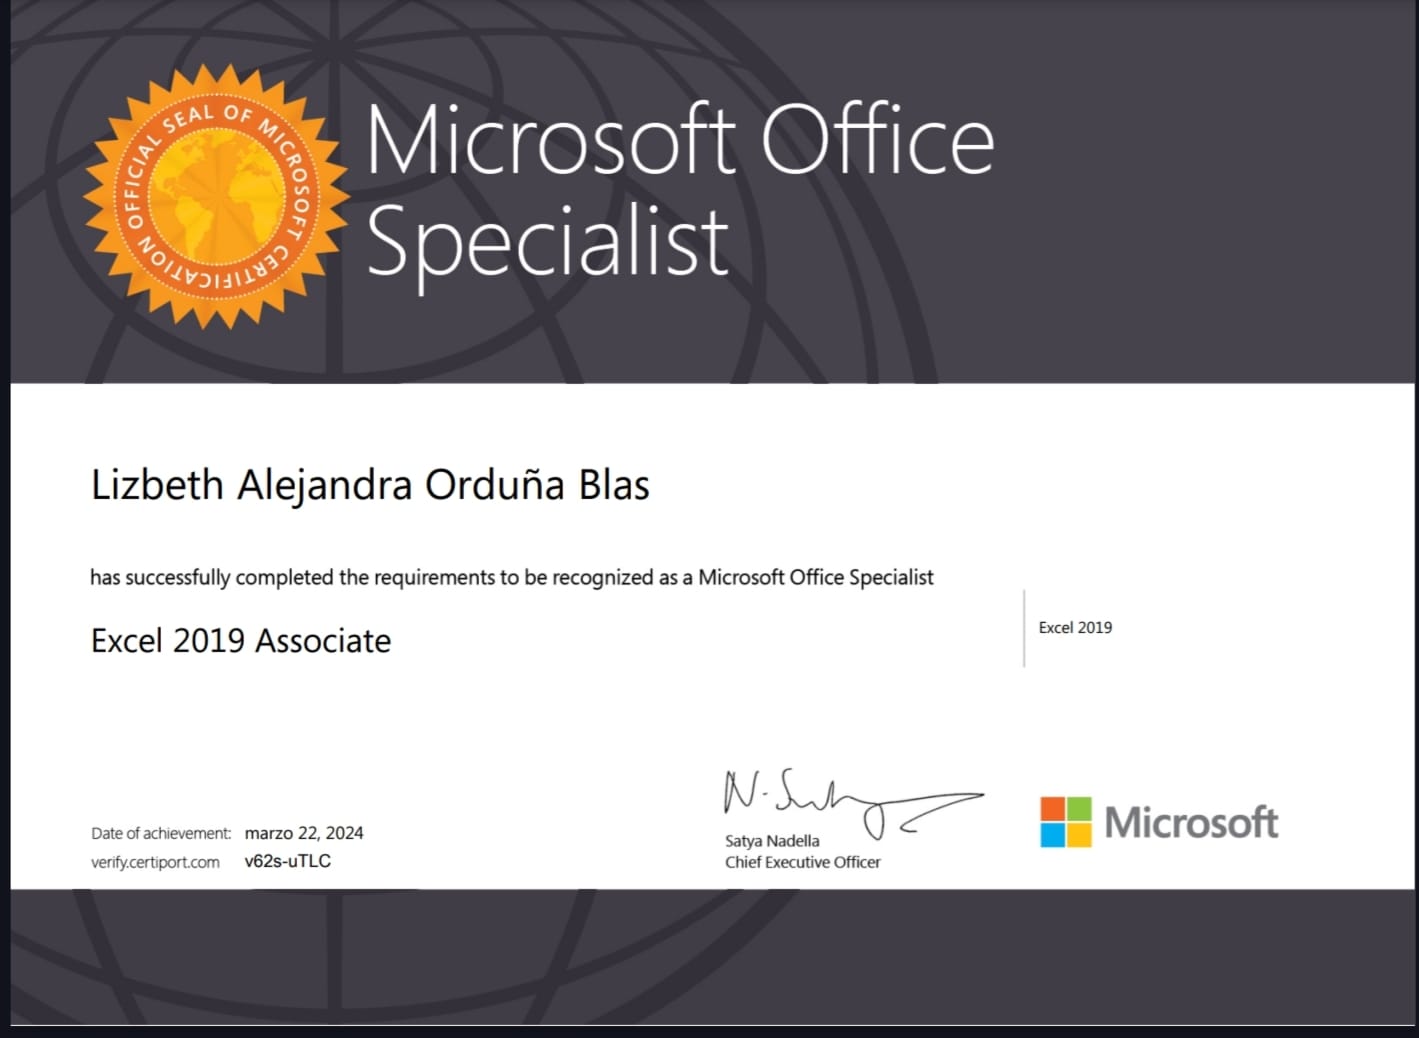 OFFICIAL SEAL OF MICROSOFT CERTIFICATION
Microsoft Office
Specialist
Lizbeth Alejandra Orduña Blas
has successfully completed the requirements to be recognized as a Microsoft Office Specialist
Excel 2019 Associate
Excel 2019
N. Satya
Satya Nadella
Chief Executive Officer
Date of achievement: marzo 22, 2024
verify.certiport.com v62s-uTLC
Microsoft